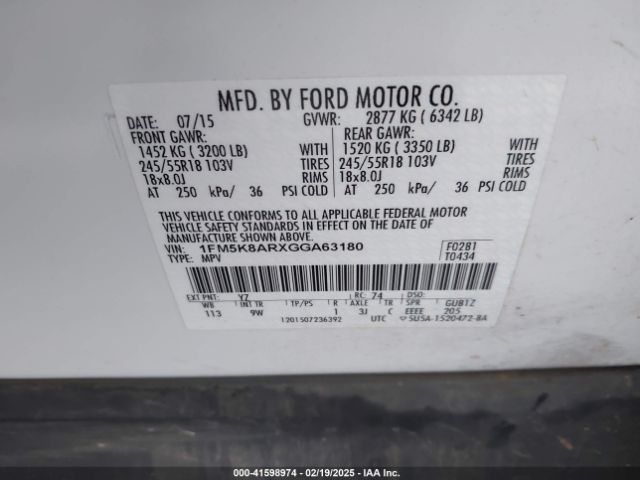 MFD. BY FORD MOTOR CO.
DATE: 07/15 GVWR: 2877 KG ( 6342 LB)
FRONT GAWR: REAR GAWR:
1452 KG ( 3200 LB) 1520 KG ( 3350 LB)
245/55R18 103V TIRES 245/55R18 103V TIRES
18x8.0J RIMS 18x8.0J RIMS
AT 250 kPa/ 36 PSI COLD AT 250 kPa/ 36 PSI COLD
THIS VEHICLE CONFORMS TO ALL APPLICABLE FEDERAL MOTOR
VEHICLE SAFETY STANDARDS IN EFFECT ON THE DATE OF
MANUFACTURE SHOWN ABOVE.
VIN: 1FM5K8ARXGGA63180 F0281
TYPE: MPV T0434
EXT PNT: YZ RC: 74 DSO:
WB INT TR TP/PS R AXLE TR SPR GUB1Z
113 9W 1 3J C EEEE 205
1201507236392 UTC 5U5A-1520472-BA
000-41598974 / 02/19/2025 - IAA Inc.